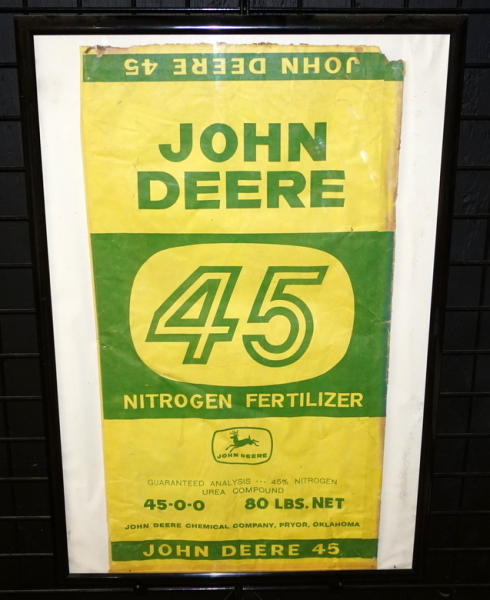 JOHN DEERE 45
JOHN
DEERE
45
NITROGEN FERTILIZER
JOHN DEERE
GUARANTEED ANALYSIS --- 45% NITROGEN
UREA COMPOUND
45-0-0 80 LBS. NET
JOHN DEERE CHEMICAL COMPANY, PRYOR, OKLAHOMA
JOHN DEERE 45